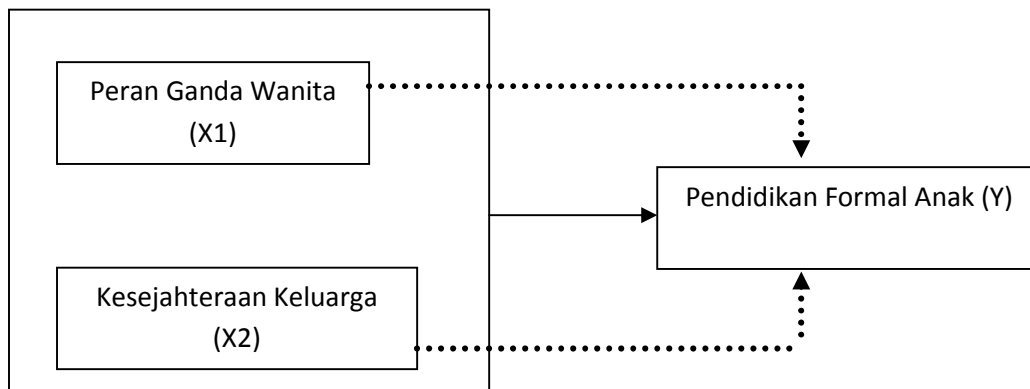 Peran Ganda Wanita
(X1)
Pendidikan Formal Anak (Y)
Kesejahteraan Keluarga
(X2)